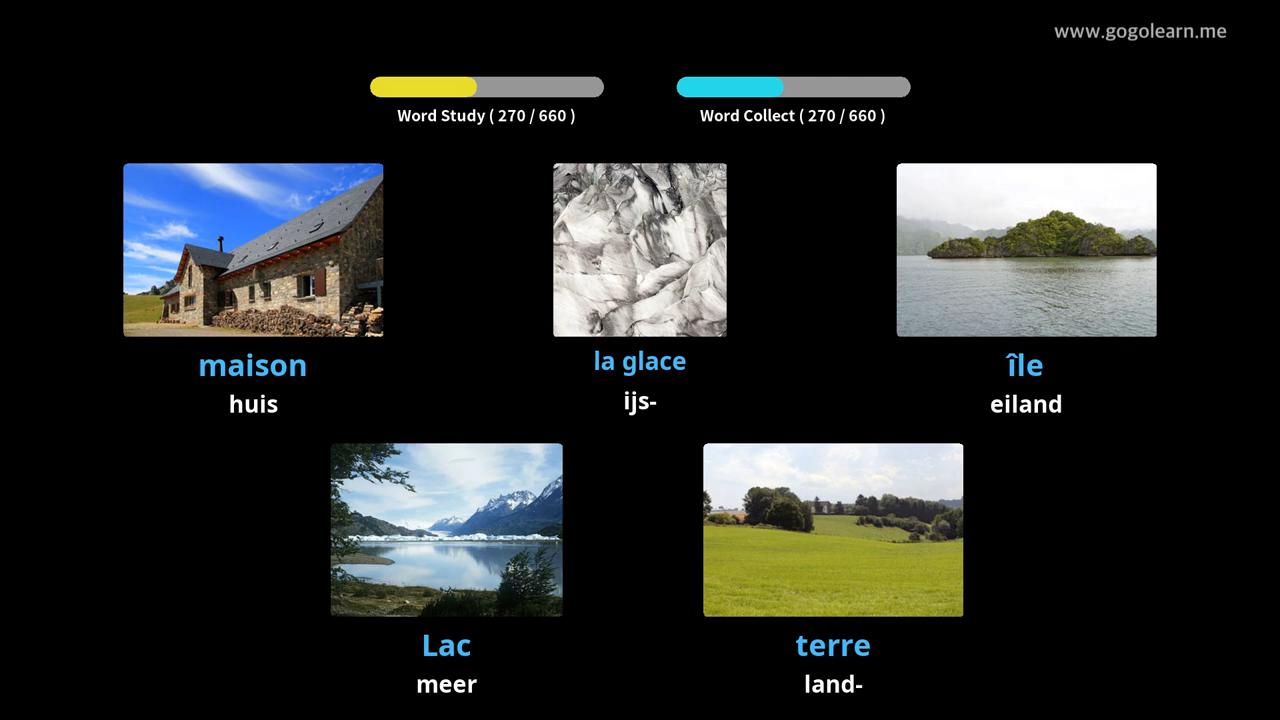 www.gogolearn.me
Word Study ( 270 / 660 )
Word Collect ( 270 / 660 )
maison
huis
la glace
ijs-
île
eiland
Lac
meer
terre
land-